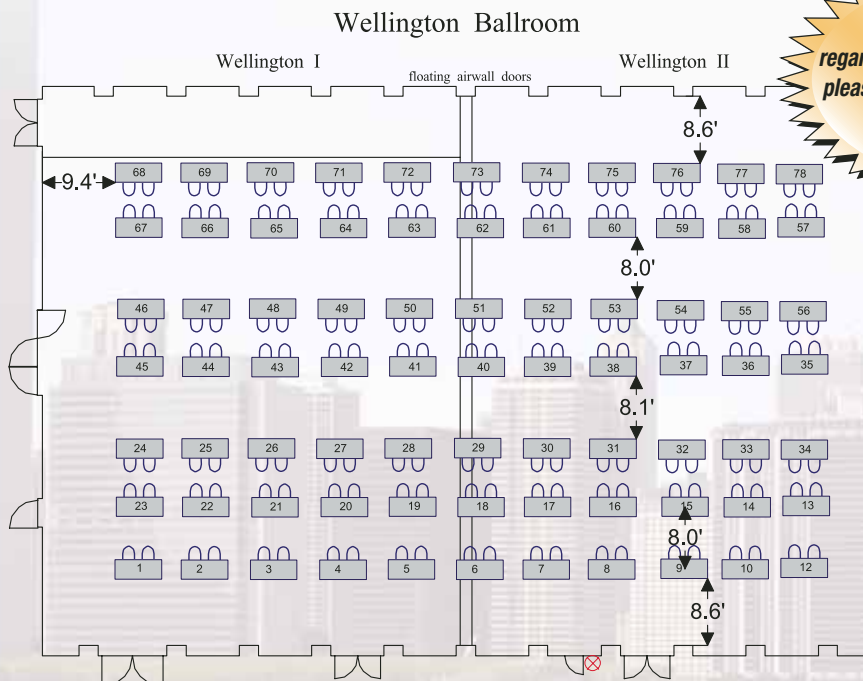 Wellington Ballroom
Wellington I
Wellington II
floating airwall doors
8.6'
9.4'
68 69 70 71 72 73 74 75 76 77 78
67 66 65 64 63 62 61 60 59 58 57
8.0'
46 47 48 49 50 51 52 53 54 55 56
45 44 43 42 41 40 39 38 37 36 35
8.1'
24 25 26 27 28 29 30 31 32 33 34
23 22 21 20 19 18 17 16 15 14 13
8.0'
1 2 3 4 5 6 7 8 9 10 12
8.6'